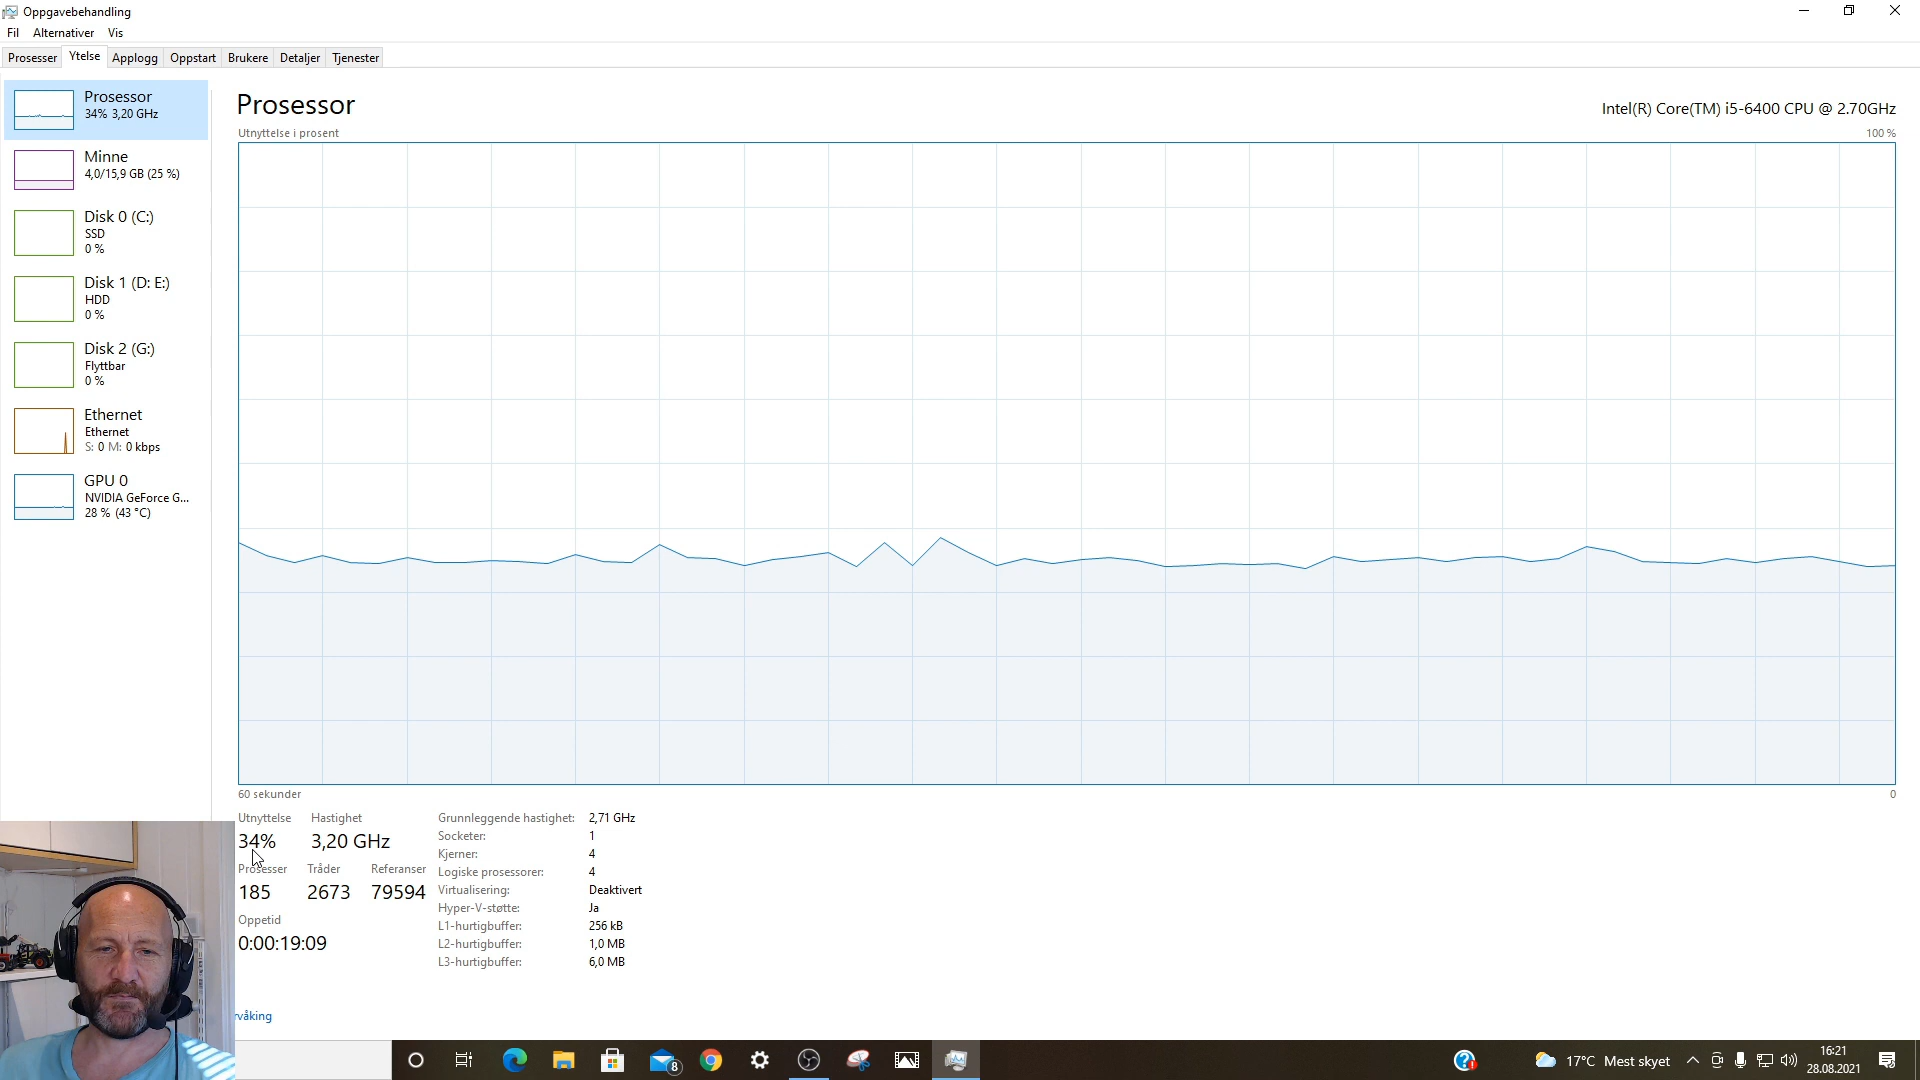 Oppgavebehandling
Fil Alternativer Vis
Prosesser Ytelse Applogg Oppstart Brukere Detaljer Tjenester
Prosessor
34% 3,20 GHz
Minne
4,0/15,9 GB (25 %)
Disk 0 (C:)
SSD
0 %
Disk 1 (D: E:)
HDD
0 %
Disk 2 (G:)
Flyttbar
0 %
Ethernet
Ethernet
S: 0 M: 0 kbps
GPU 0
NVIDIA GeForce G...
28 % (43 °C)
Prosessor
Intel(R) Core(TM) i5-6400 CPU @ 2.70GHz
Utnyttelse i prosent
100 %
60 sekunder
0
Utnyttelse Hastighet
34% 3,20 GHz
Prosesser Tråder Referanser
185 2673 79594
Oppetid
0:00:19:09
Grunnleggende hastighet: 2,71 GHz
Socketer: 1
Kjerner: 4
Logiske prosessorer: 4
Virtualisering: Deaktivert
Hyper-V-støtte: Ja
L1-hurtigbuffer: 256 kB
L2-hurtigbuffer: 1,0 MB
L3-hurtigbuffer: 6,0 MB
rvåking
8
17°C Mest skyet
16:21
28.08.2021